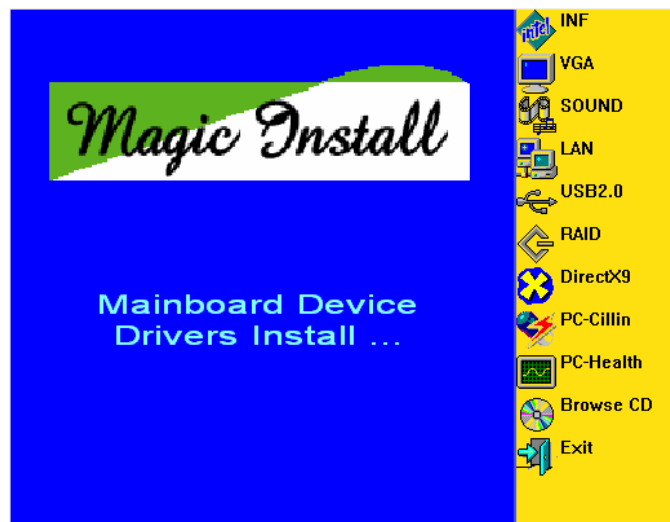 Magic Install
Mainboard Device
Drivers Install ...
intel
INF
VGA
SOUND
LAN
USB2.0
RAID
DirectX9
PC-Cillin
PC-Health
Browse CD
Exit